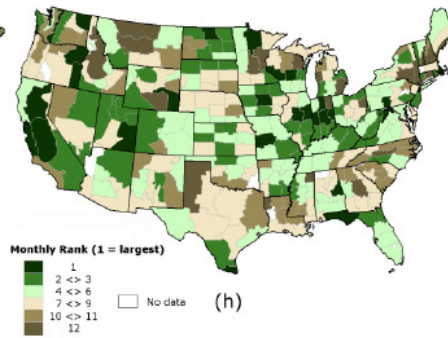 Monthly Rank (1 = largest)
1
2 <> 3
4 <> 6
7 <> 9
10 <> 11
12
No data
(h)